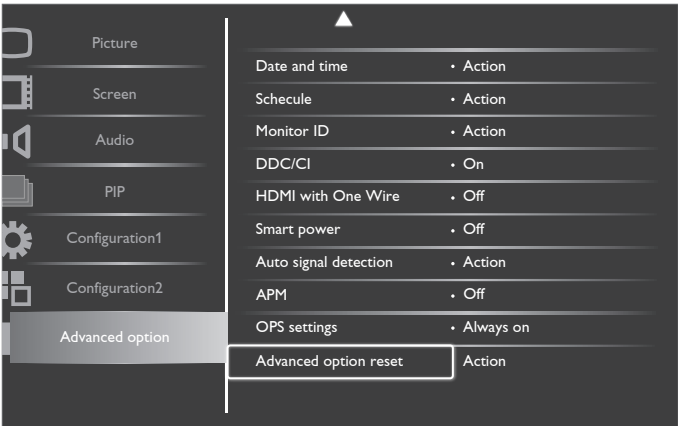 Picture
Screen
Audio
PIP
Configuration1
Configuration2
Advanced option
Date and time • Action
Schecule • Action
Monitor ID • Action
DDC/CI • On
HDMI with One Wire • Off
Smart power • Off
Auto signal detection • Action
APM • Off
OPS settings • Always on
Advanced option reset Action